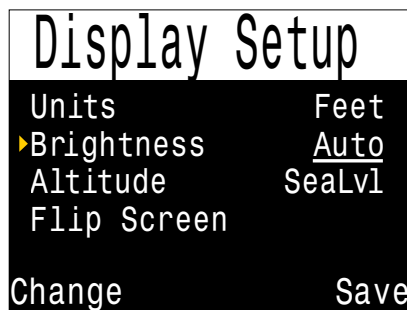 Display Setup
Units Feet
Brightness Auto
Altitude SeaLvl
Flip Screen
Change Save